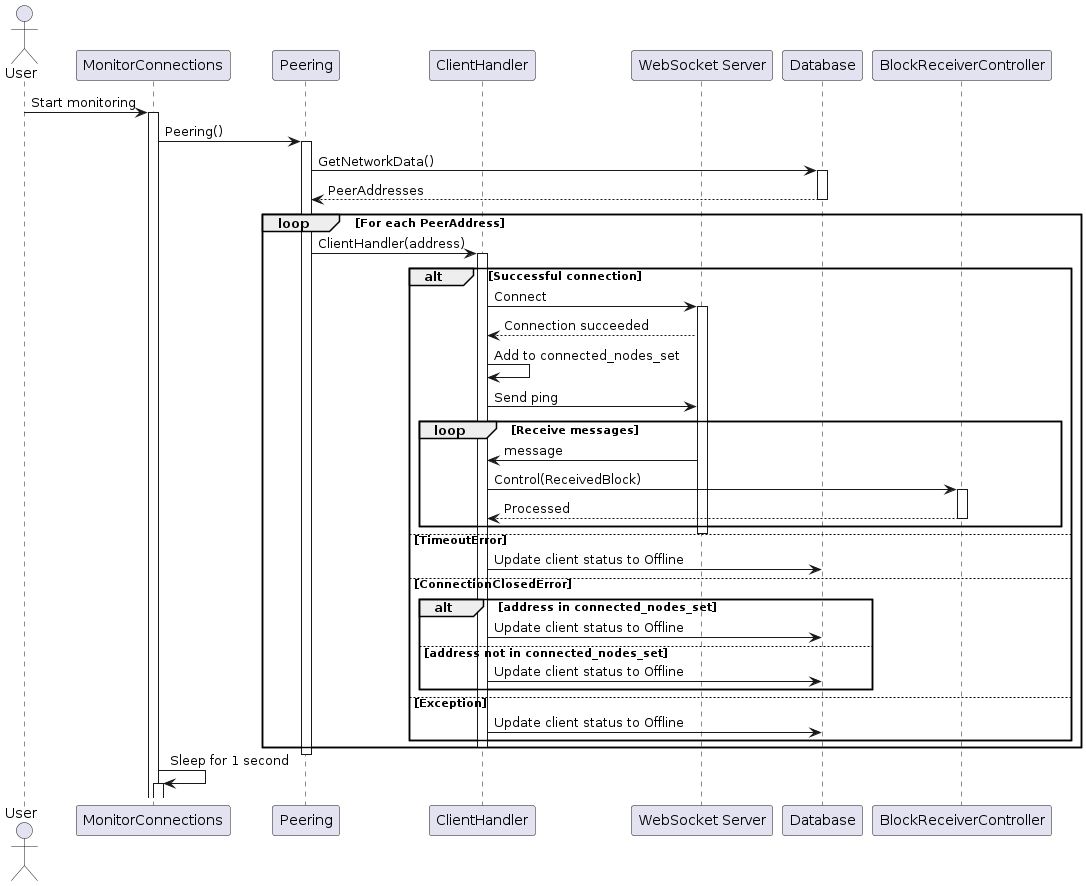 User
MonitorConnections
Peering
ClientHandler
WebSocket Server
Database
BlockReceiverController
Start monitoring
Peering()
GetNetworkData()
PeerAddresses
loop
[For each PeerAddress]
ClientHandler(address)
alt
[Successful connection]
Connect
Connection succeeded
Add to connected_nodes_set
Send ping
loop
[Receive messages]
message
Control(ReceivedBlock)
Processed
[TimeoutError]
Update client status to Offline
[ConnectionClosedError]
alt
[address in connected_nodes_set]
Update client status to Offline
[address not in connected_nodes_set]
Update client status to Offline
[Exception]
Update client status to Offline
Sleep for 1 second
User
MonitorConnections
Peering
ClientHandler
WebSocket Server
Database
BlockReceiverController